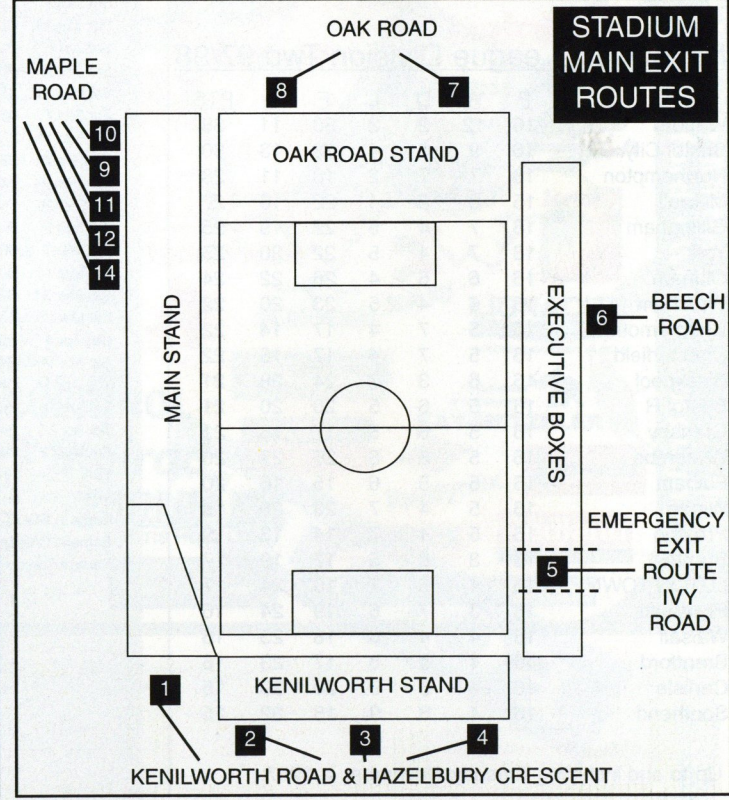 OAK ROAD
STADIUM
MAIN EXIT
ROUTES
MAPLE
ROAD
8
7
10
9
11
12
14
OAK ROAD STAND
MAIN STAND
EXECUTIVE BOXES
6
BEECH
ROAD
EMERGENCY
EXIT
ROUTE
IVY
ROAD
5
KENILWORTH STAND
1
2
3
4
KENILWORTH ROAD & HAZELBURY CRESCENT